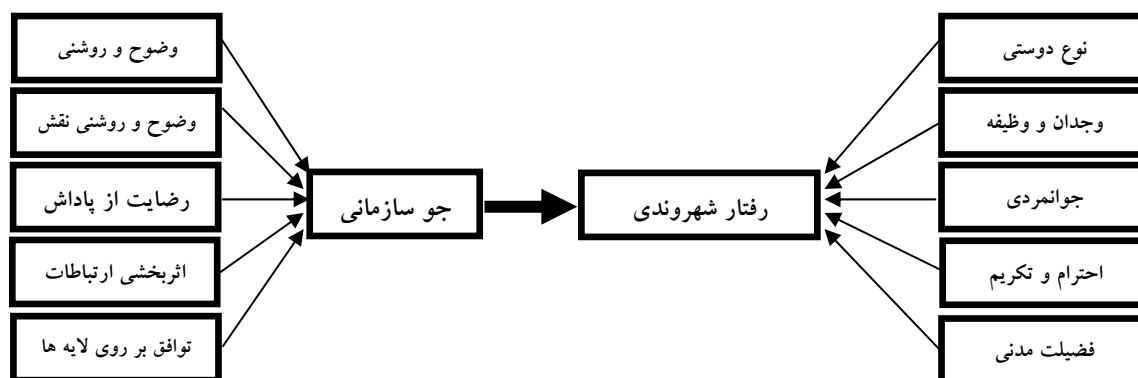 نوع دوستی
وجدان و وظیفه
جوانمردی
احترام و تکریم
فضیلت مدنی
رفتار شهروندی
جو سازمانی
وضوح و روشنی
وضوح و روشنی نقش
رضایت از پاداش
اثربخشی ارتباطات
توافق بر روی لایه ها